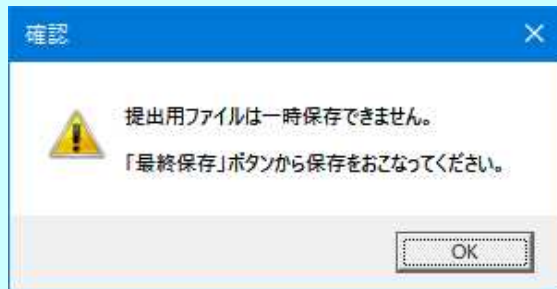 確認
提出用ファイルは一時保存できません。
「最終保存」ボタンから保存をおこなってください。
OK